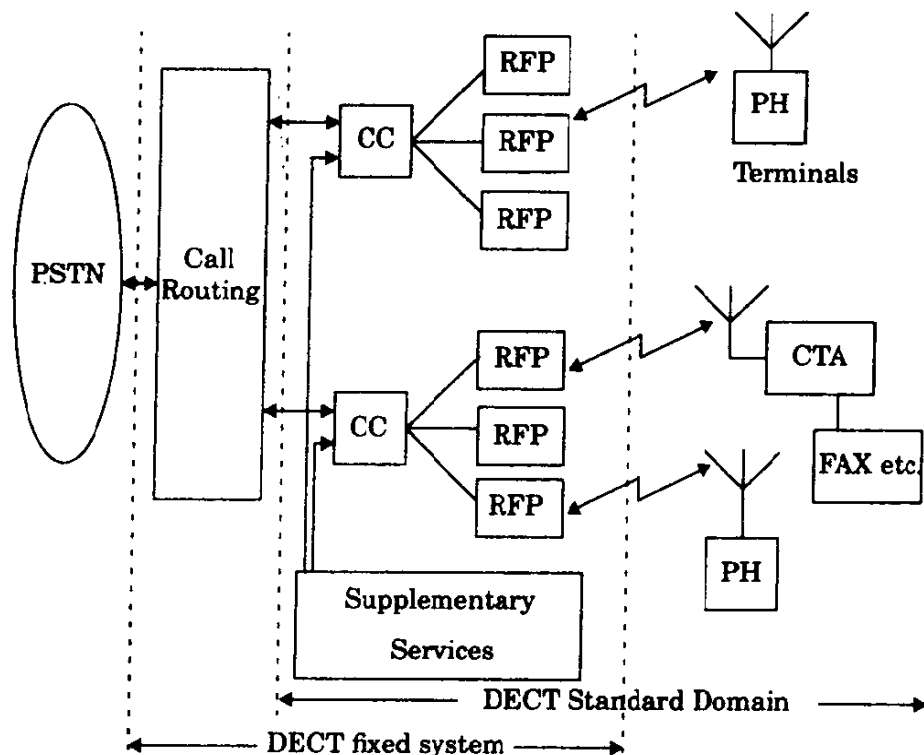 RFP
PH
CC
RFP
Terminals
RFP
PSTN
Call
Routing
RFP
CTA
CC
RFP
FAX etc.
RFP
PH
Supplementary
Services
DECT Standard Domain
DECT fixed system